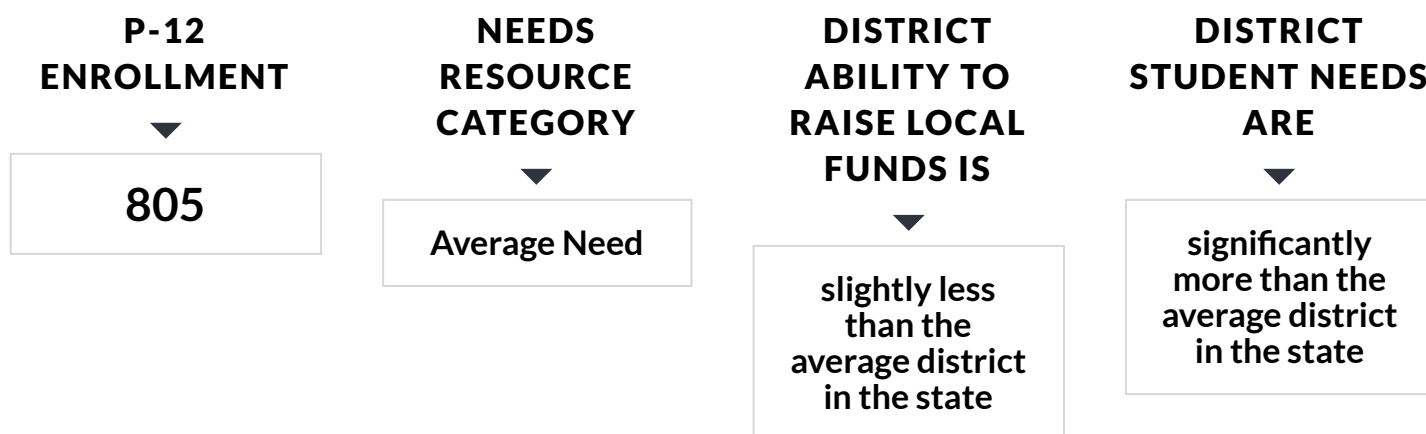 P-12
ENROLLMENT
805
NEEDS
RESOURCE
CATEGORY
Average Need
DISTRICT
ABILITY TO
RAISE LOCAL
FUNDS IS
slightly less
than the
average district
in the state
DISTRICT
STUDENT NEEDS
ARE
significantly
more than the
average district
in the state